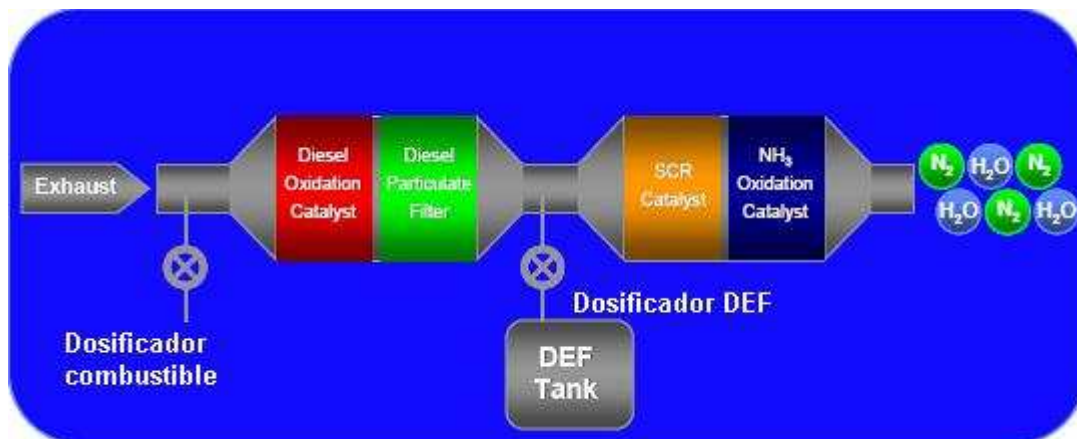 Exhaust
Diesel
Oxidation
Catalyst
Diesel
Particulate
Filter
SCR
Catalyst
NH₃
Oxidation
Catalyst
N₂ H₂O N₂
H₂O N₂ H₂O
Dosificador
combustible
Dosificador DEF
DEF
Tank